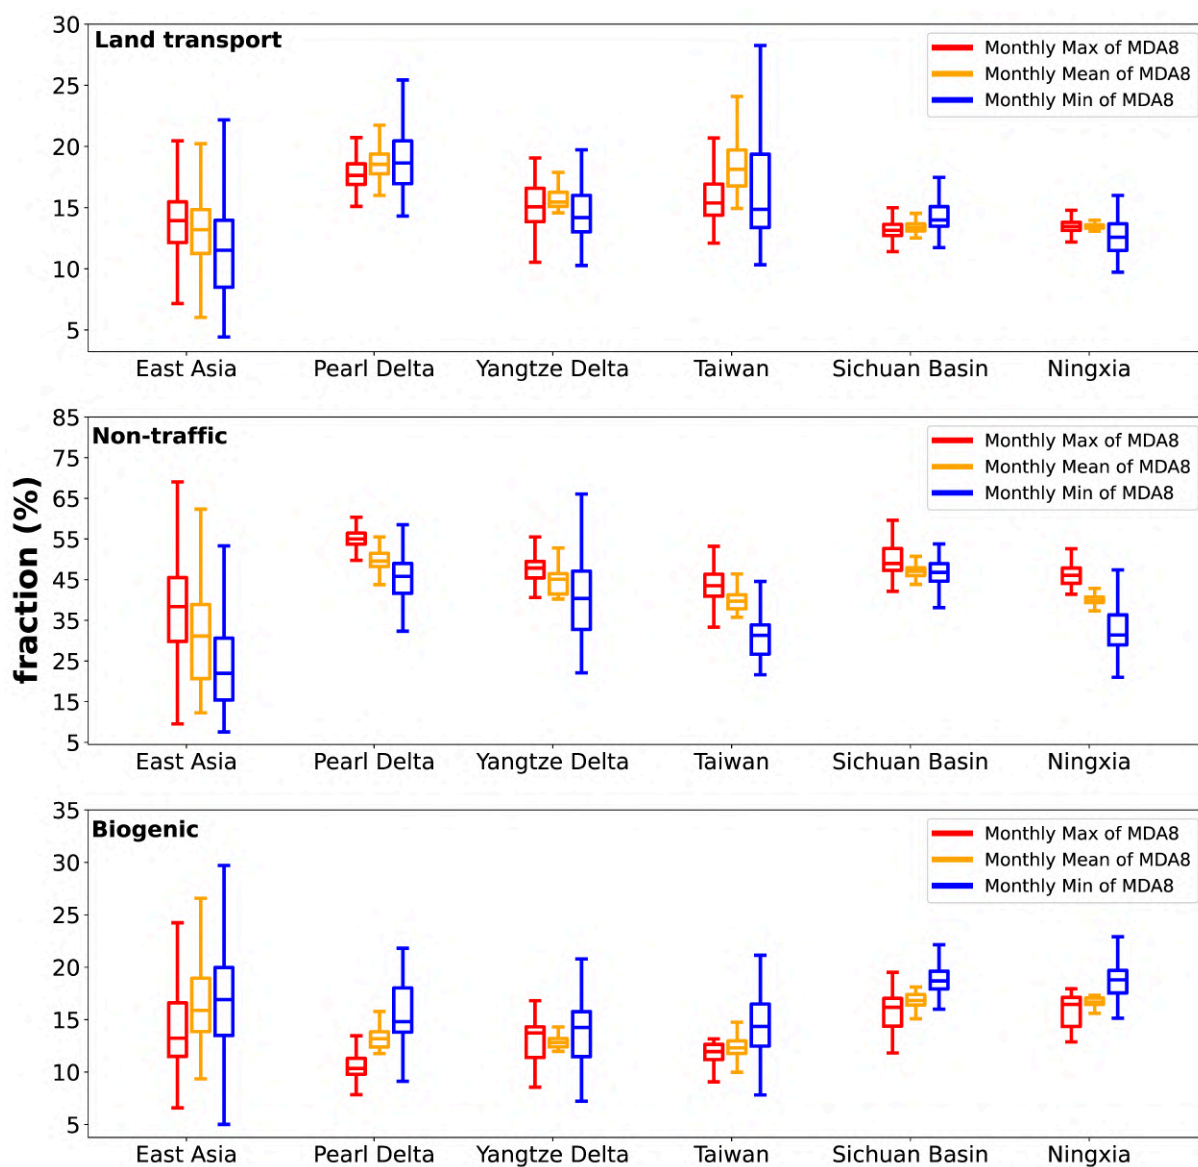 Land transport
Monthly Max of MDA8
Monthly Mean of MDA8
Monthly Min of MDA8
30
25
20
15
10
5
East Asia Pearl Delta Yangtze Delta Taiwan Sichuan Basin Ningxia
Non-traffic
Monthly Max of MDA8
Monthly Mean of MDA8
Monthly Min of MDA8
fraction (%)
85
75
65
55
45
35
25
15
5
East Asia Pearl Delta Yangtze Delta Taiwan Sichuan Basin Ningxia
Biogenic
Monthly Max of MDA8
Monthly Mean of MDA8
Monthly Min of MDA8
35
30
25
20
15
10
5
East Asia Pearl Delta Yangtze Delta Taiwan Sichuan Basin Ningxia